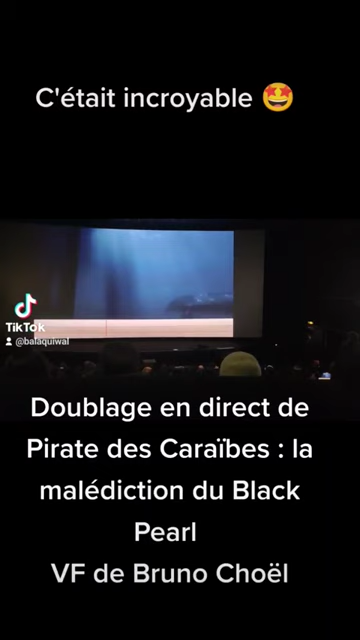 C'était incroyable 🤩
TikTok
@balaquiwal
Doublage en direct de
Pirate des Caraïbes : la
malédiction du Black
Pearl
VF de Bruno Choël